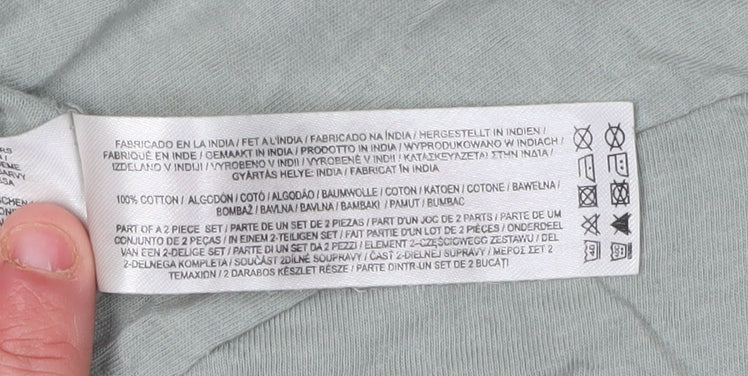 RS
EME
ARVY
LSA
SCHEN
OS
FABRICADO EN LA INDIA / FET A L'ÍNDIA / FABRICADO NA ÍNDIA / HERGESTELLT IN INDIEN /
FABRIQUÉ EN INDE / GEMAAKT IN INDIA / PRODOTTO IN INDIA / WYPRODUKOWANO W INDIACH /
IZDELANO V INDIJI / VYROBENO V INDII / VYROBENÉ V INDII / ΚΑΤΑΣΚΕΥΑΖΕΤΑΙ ΣΤΗΝ ΙΝΔΙΑ /
GYÁRTÁS HELYE: INDIA / FABRICAT ÎN INDIA
100% COTTON / ALGODÓN / COTÓ / ALGODÃO / BAUMWOLLE / COTON / KATOEN / COTONE / BAWEŁNA /
BOMBAŽ / BAVLNA / BAVLNA / BAMBAKI / PAMUT / BUMBAC
PART OF A 2 PIECE SET / PARTE DE UN SET DE 2 PIEZAS / PART D'UN JOC DE 2 PARTS / PARTE DE UM
CONJUNTO DE 2 PEÇAS / IN EINEM 2-TEILIGEN SET / FAIT PARTIE D'UN LOT DE 2 PIÈCES / ONDERDEEL
VAN EEN 2-DELIGE SET / PARTE DI UN SET DA 2 PEZZI / ELEMENT 2-CZĘŚCIOWEGO ZESTAWU / DEL
2-DELNEGA KOMPLETA / SOUČÁST 2DÍLNÉ SOUPRAVY / ČASŤ 2-DIELNEJ SÚPRAVY / ΜΕΡΟΣ ΣΕΤ 2
ΤΕΜΑΧΙΩΝ / 2 DARABOS KÉSZLET RÉSZE / PARTE DINTR-UN SET DE 2 BUCĂȚI